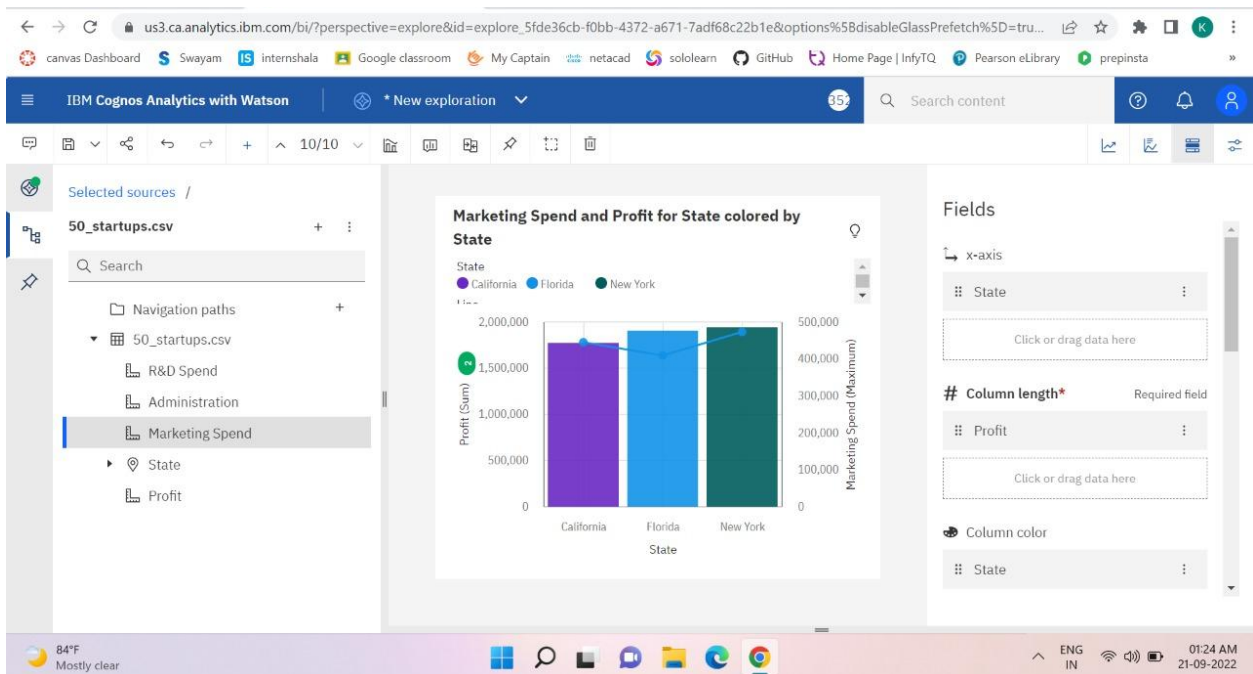 us3.ca.analytics.ibm.com/bi/?perspective=explore&id=explore_5fde36cb-f0bb-4372-a671-7adf68c22b1e&options%5BdisableGlassPrefetch%5D=tru...
K
canvas Dashboard Swayam internshala Google classroom My Captain netacad sololearn GitHub Home Page | InfyTQ Pearson eLibrary prepinsta »
IBM Cognos Analytics with Watson * New exploration 352 Search content
10/10
Selected sources /
50_startups.csv
Search
Navigation paths
50_startups.csv
R&D Spend
Administration
Marketing Spend
State
Profit
Marketing Spend and Profit for State colored by
State
State
California Florida New York
2,000,000
1,500,000
1,000,000
500,000
0
Profit (Sum)
2
500,000
400,000
300,000
200,000
100,000
0
Marketing Spend (Maximum)
California Florida New York
State
Fields
x-axis
State
Click or drag data here
# Column length* Required field
Profit
Click or drag data here
Column color
State
84°F
Mostly clear
ENG
IN
01:24 AM
21-09-2022